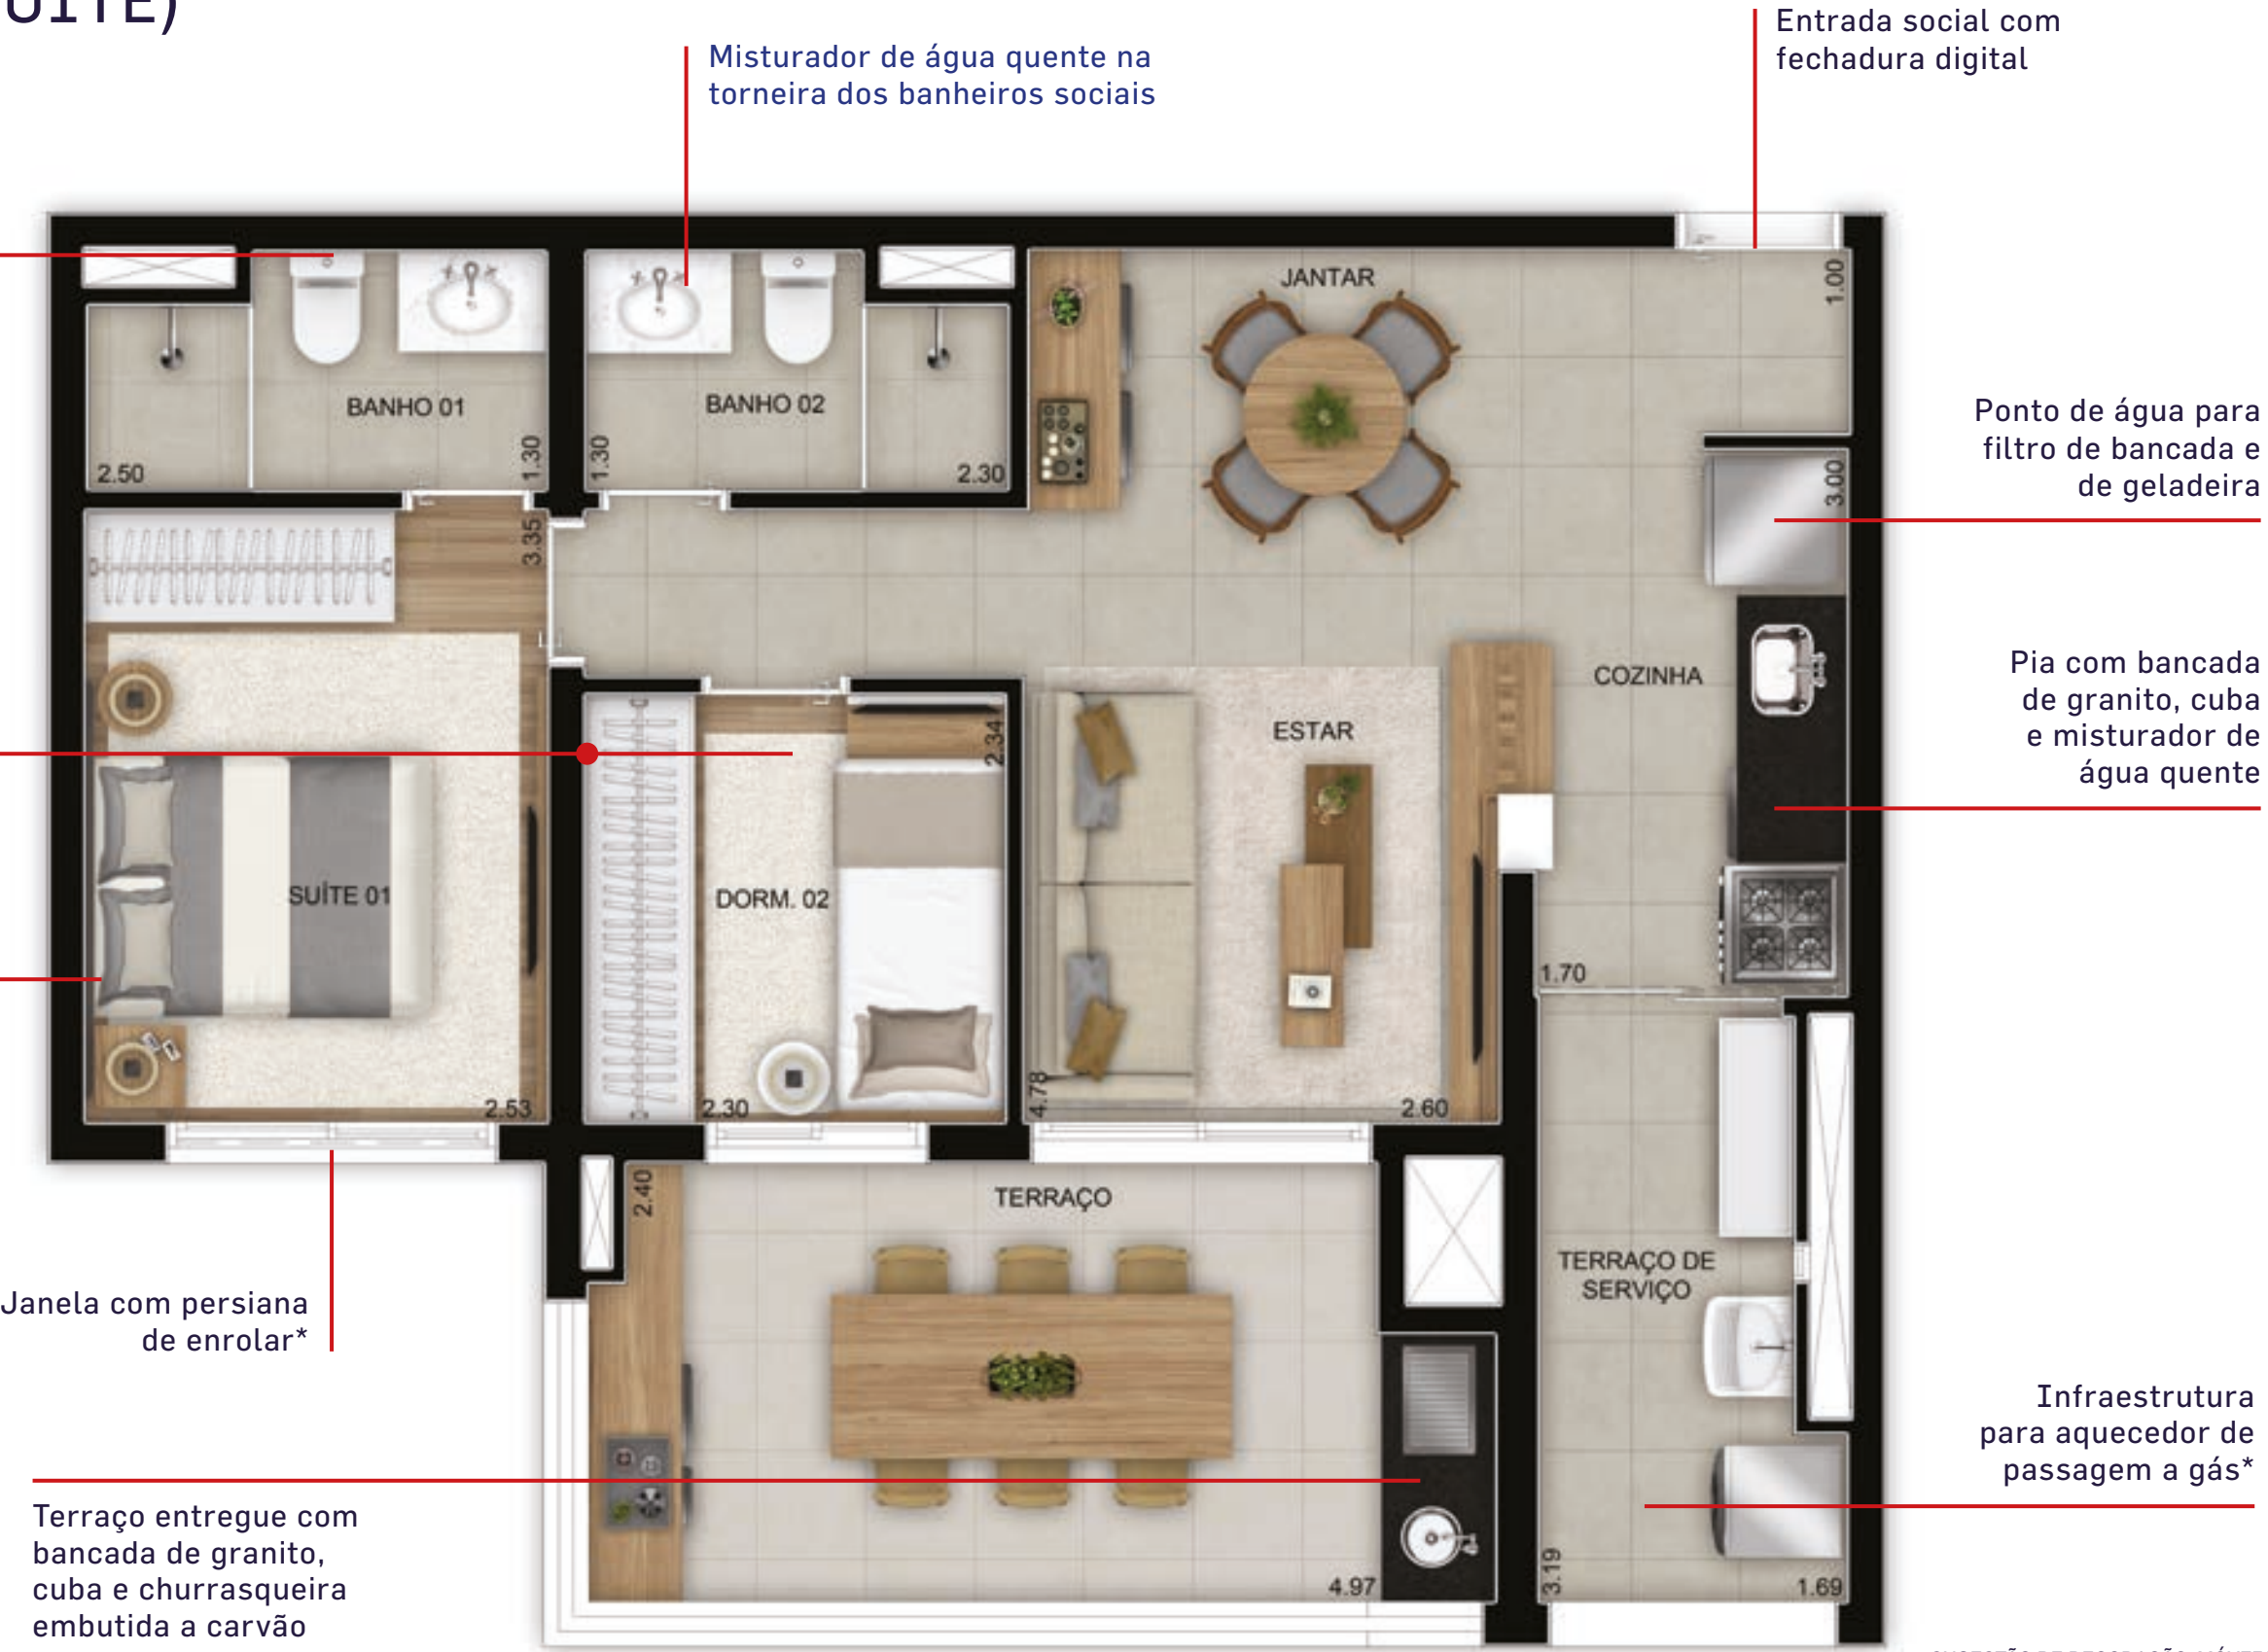 UÍTE)
Misturador de água quente na
torneira dos banheiros sociais
Entrada social com
fechadura digital
JANTAR
1.00
BANHO 01
BANHO 02
2.50
1.30
1.30
2.30
3.00
Ponto de água para
filtro de bancada e
de geladeira
3.35
COZINHA
Pia com bancada
de granito, cuba
e misturador de
água quente
2.34
ESTAR
SUÍTE 01
DORM. 02
1.70
2.53
2.30
4.78
2.60
2.40
TERRAÇO
TERRAÇO DE
SERVIÇO
Janela com persiana
de enrolar*
Infraestrutura
para aquecedor de
passagem a gás*
Terraço entregue com
bancada de granito,
cuba e churrasqueira
embutida a carvão
4.97
3.19
1.69